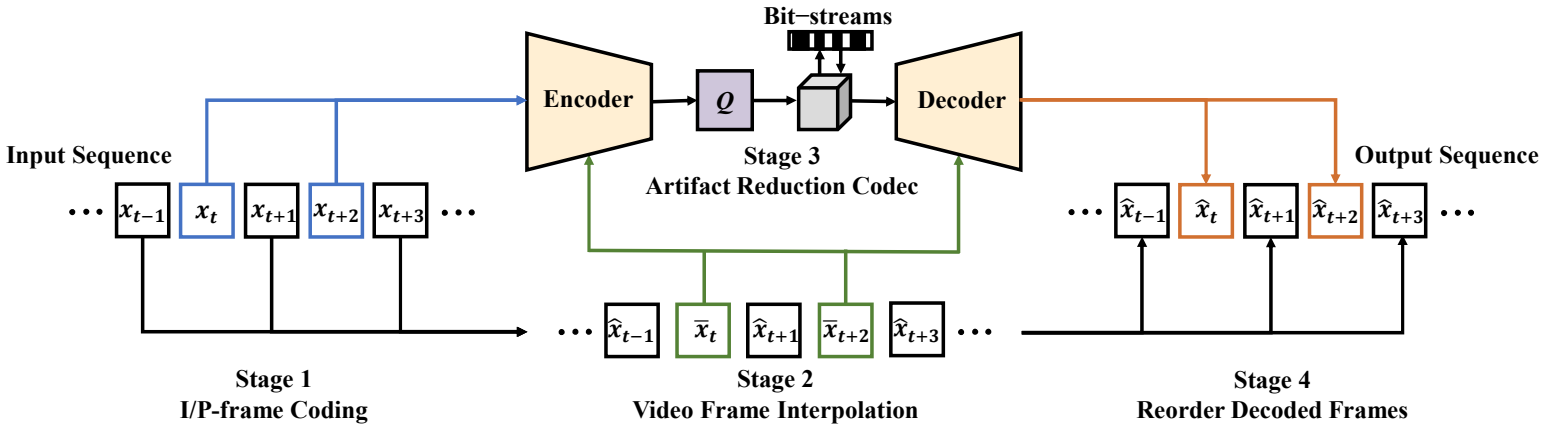 Bit−streams
Encoder
Q
Decoder
Stage 3
Artifact Reduction Codec
Input Sequence
Output Sequence
••• x_{t−1} x_t x_{t+1} x_{t+2} x_{t+3} •••
••• x̂_{t−1} x̂_t x̂_{t+1} x̂_{t+2} x̂_{t+3} •••
••• x̂_{t−1} x̅_t x̂_{t+1} x̅_{t+2} x̂_{t+3} •••
Stage 1
I/P-frame Coding
Stage 2
Video Frame Interpolation
Stage 4
Reorder Decoded Frames